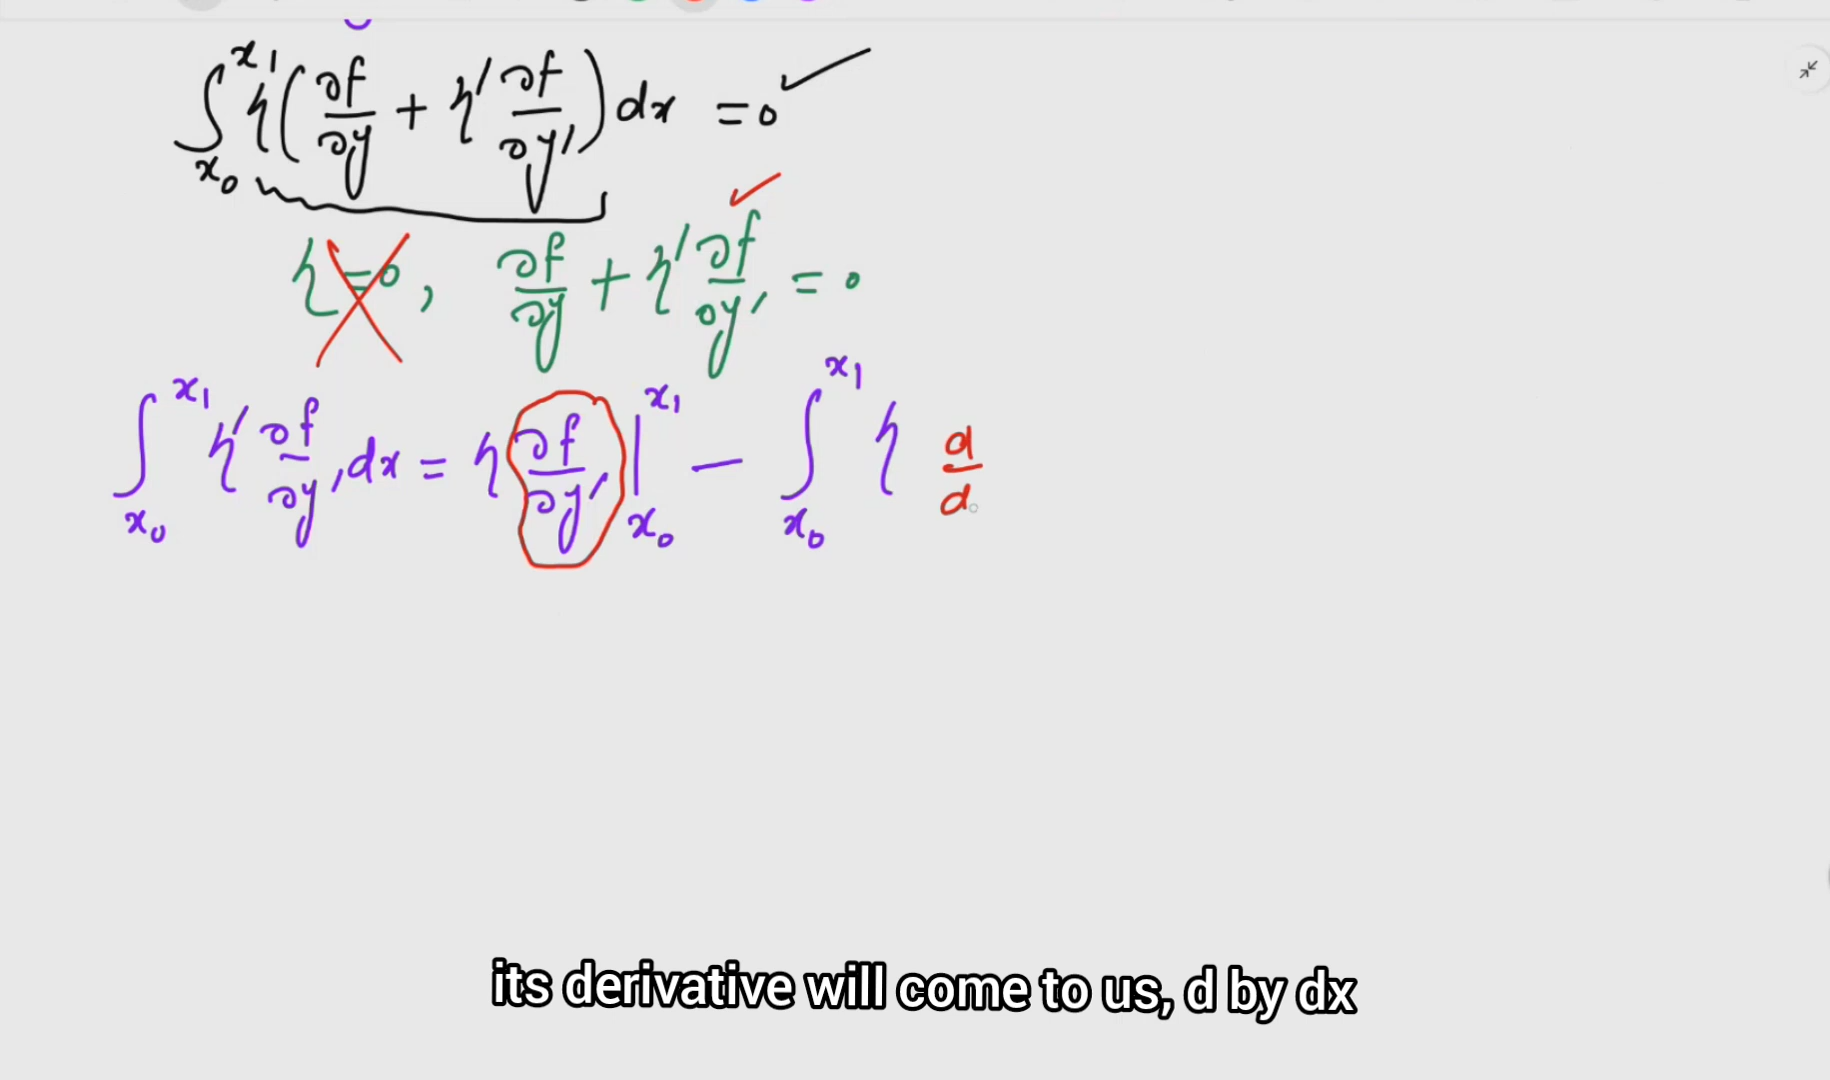 ∫_{x₀}^{x₁} η(∂f/∂y + η′ ∂f/∂y′) dx = 0
η = 0, ∂f/∂y + η′ ∂f/∂y′ = 0
∫_{x₀}^{x₁} η′ ∂f/∂y′ dx = η ∂f/∂y′ |_{x₀}^{x₁} − ∫_{x₀}^{x₁} η d/d
its derivative will come to us, d by dx